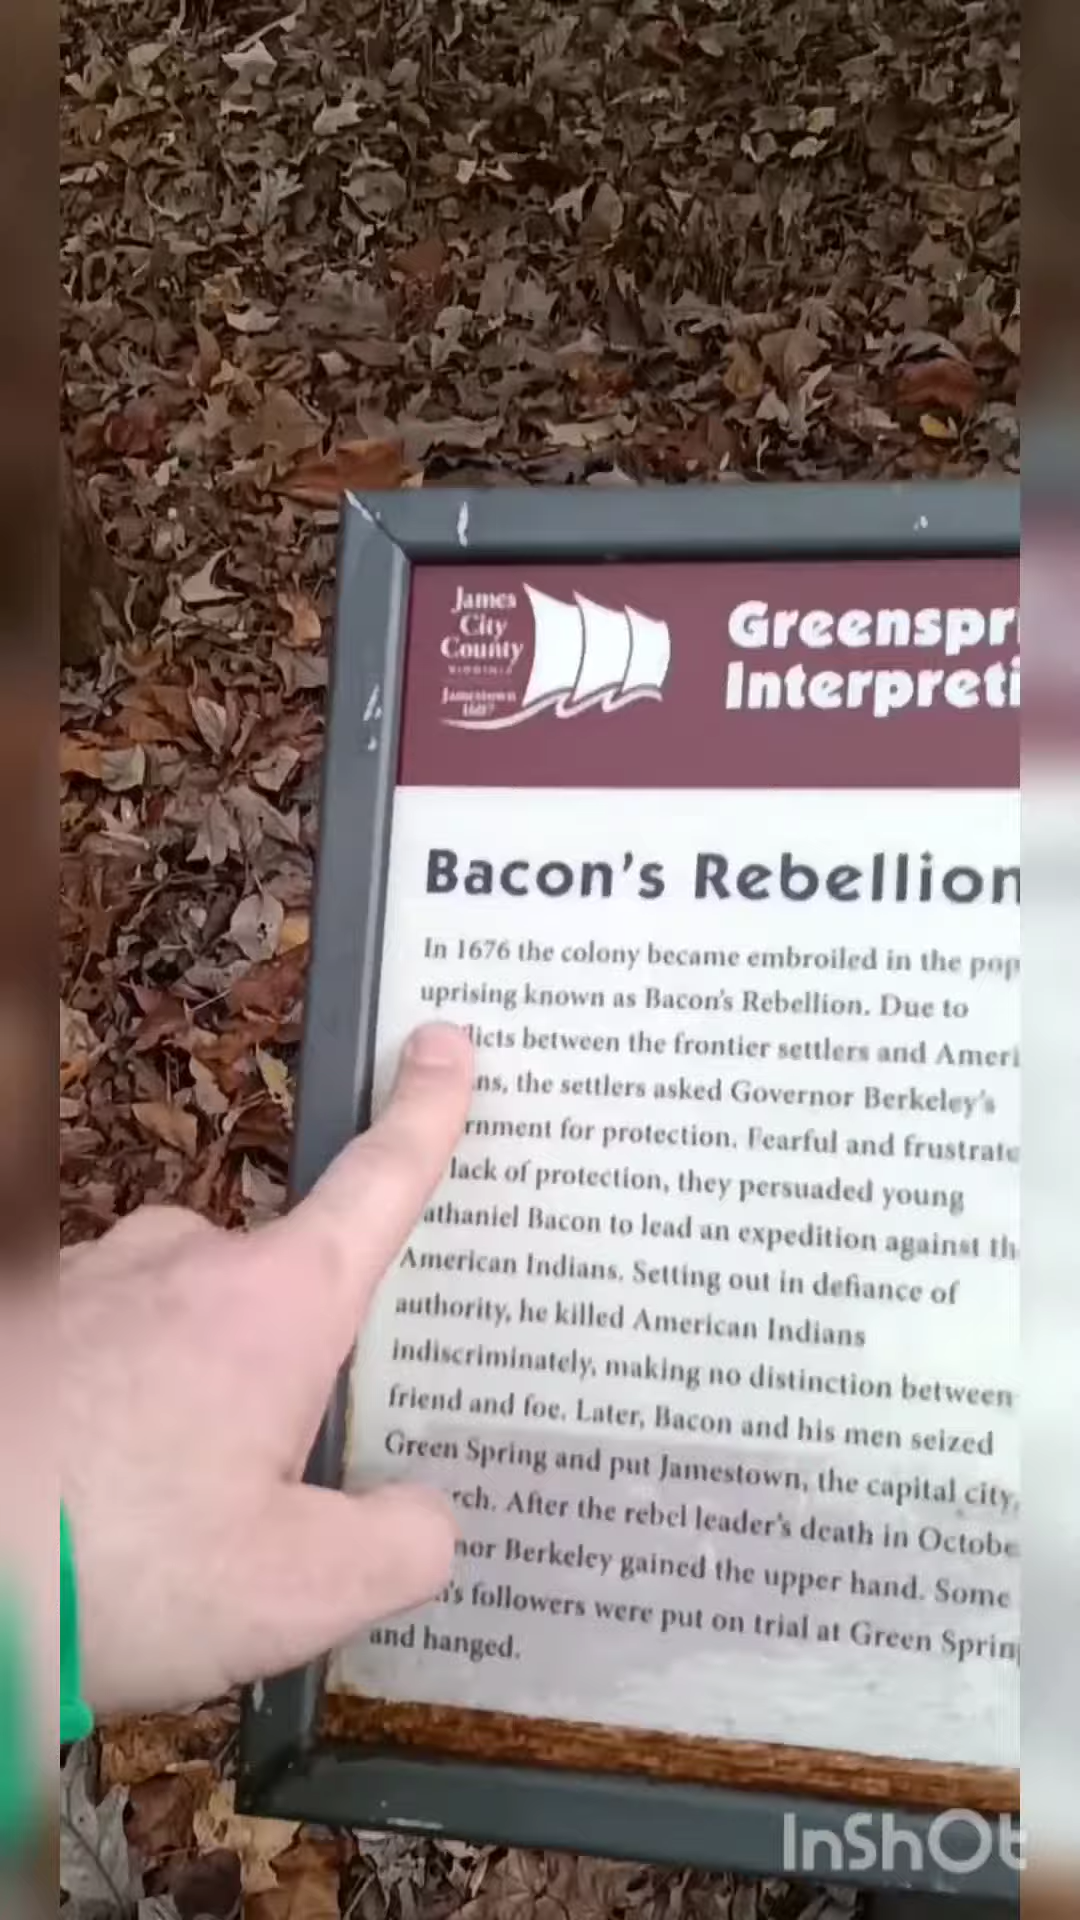 James
City
County
VIRGINIA
Jamestown
1607
Greenspr
Interpreti
Bacon's Rebellion
In 1676 the colony became embroiled in the pop
uprising known as Bacon's Rebellion. Due to
licts between the frontier settlers and Ameri
ns, the settlers asked Governor Berkeley's
rnment for protection. Fearful and frustrate
lack of protection, they persuaded young
athaniel Bacon to lead an expedition against th
American Indians. Setting out in defiance of
authority, he killed American Indians
indiscriminately, making no distinction between
friend and foe. Later, Bacon and his men seized
Green Spring and put Jamestown, the capital city,
rch. After the rebel leader's death in Octobe
nor Berkeley gained the upper hand. Some
's followers were put on trial at Green Sprin
and hanged.
InShOt